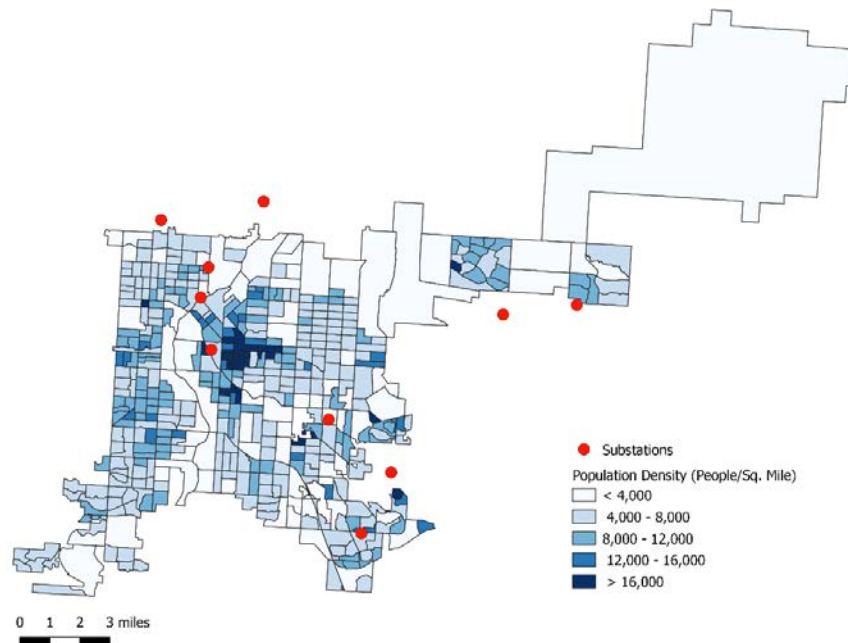 Substations
Population Density (People/Sq. Mile)
< 4,000
4,000 - 8,000
8,000 - 12,000
12,000 - 16,000
> 16,000
0 1 2 3 miles